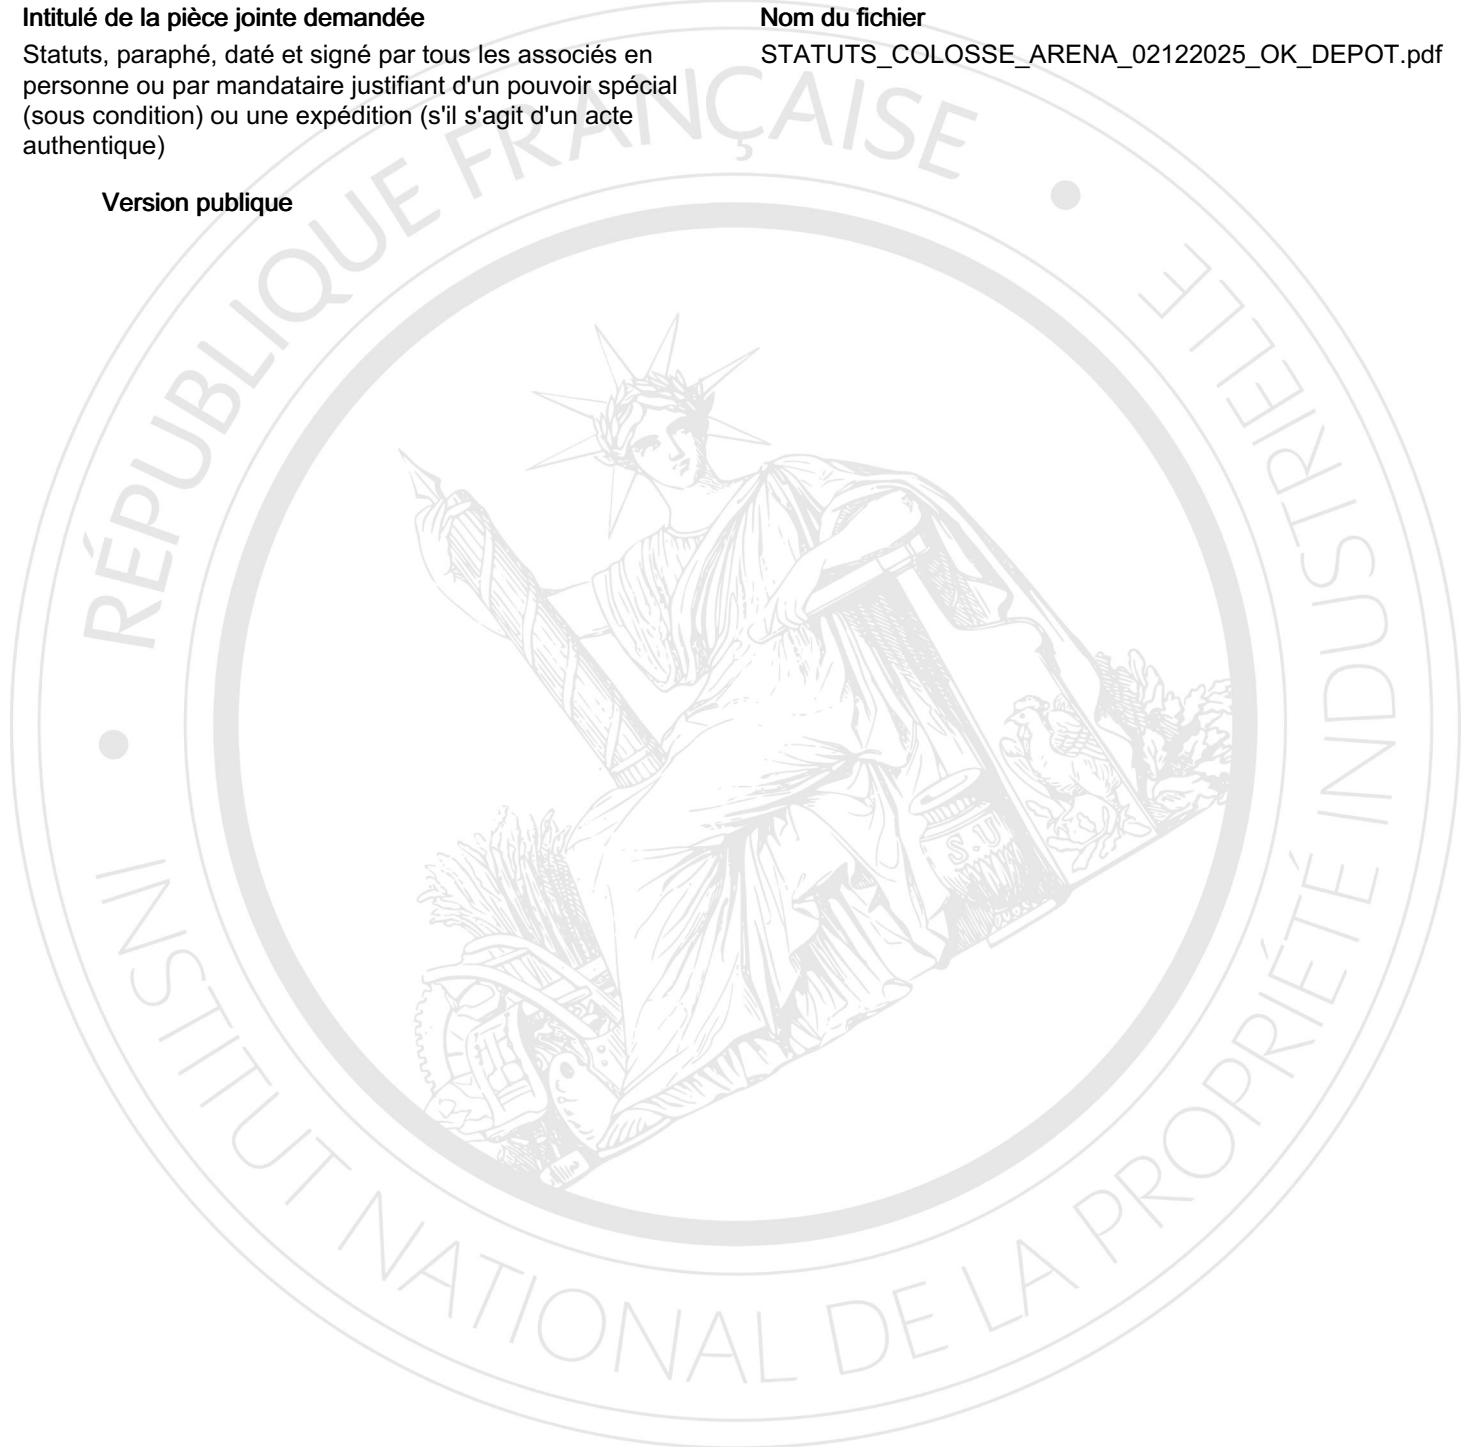 Intitulé de la pièce jointe demandée
Nom du fichier
Statuts, paraphé, daté et signé par tous les associés en
personne ou par mandataire justifiant d'un pouvoir spécial
(sous condition) ou une expédition (s'il s'agit d'un acte
authentique)
STATUTS_COLOSSE_ARENA_02122025_OK_DEPOT.pdf
Version publique
RÉPUBLIQUE FRANÇAISE
INSTITUT NATIONAL DE LA PROPRIÉTÉ INDUSTRIELLE
S.U